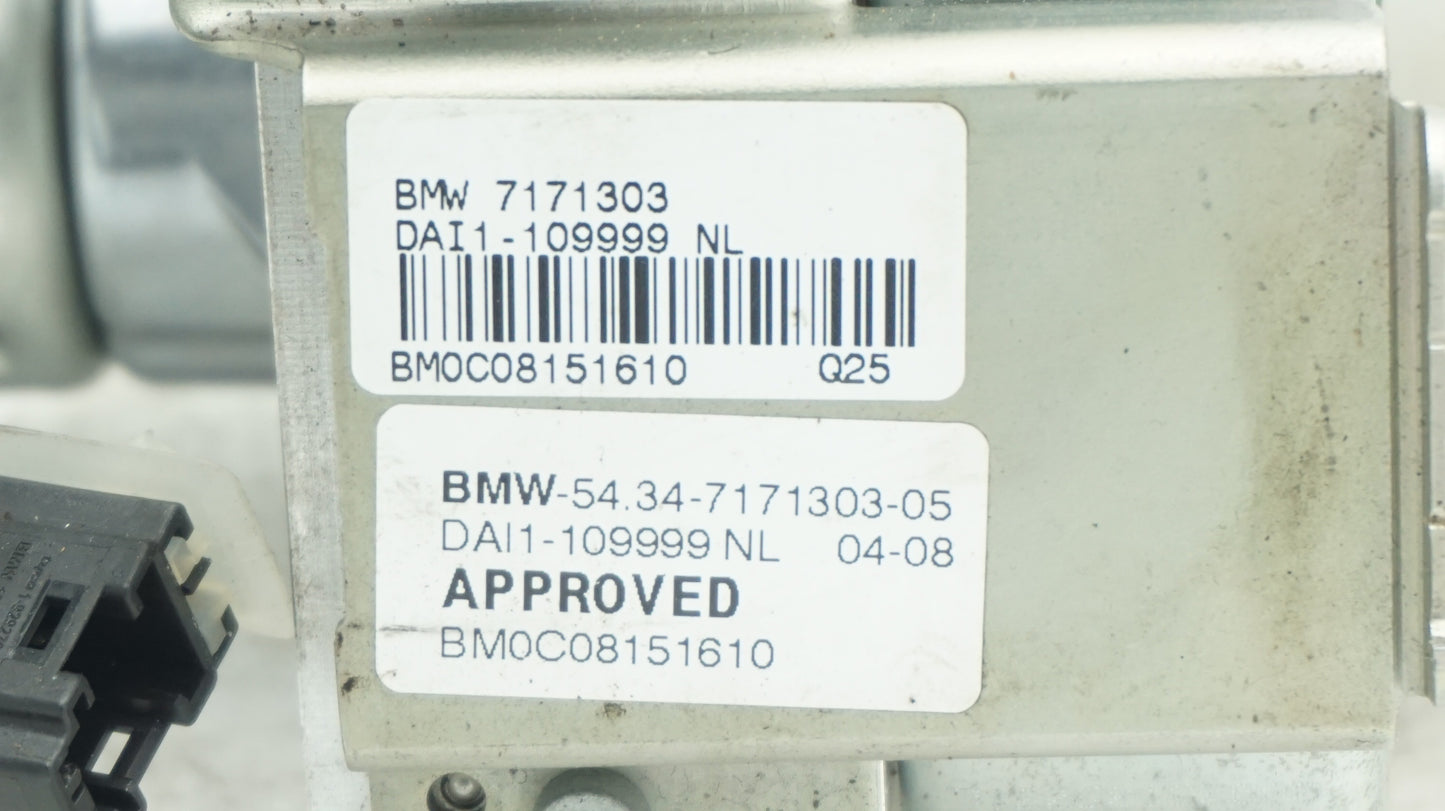 BMW 7171303
DAI1-109999 NL
BM0C08151610 Q25
BMW-54.34-7171303-05
DAI1-109999 NL 04-08
APPROVED
BM0C08151610